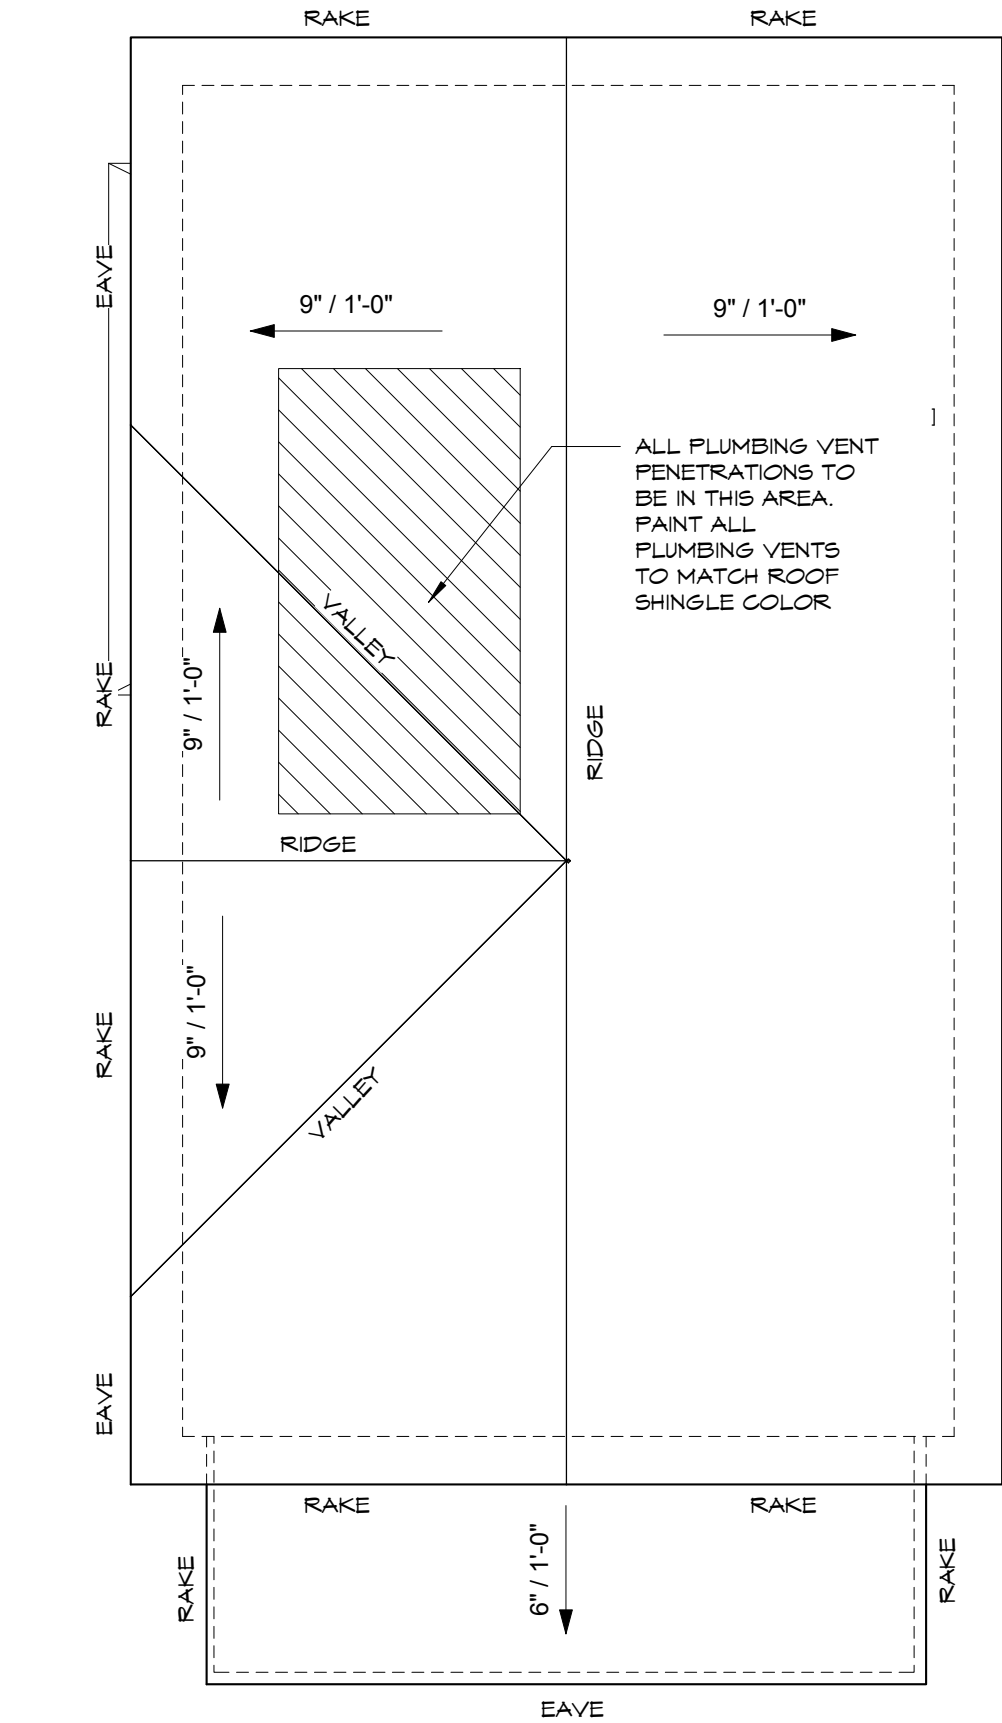 RAKE
RAKE
EAVE
9" / 1'-0"
9" / 1'-0"
ALL PLUMBING VENT
PENETRATIONS TO
BE IN THIS AREA.
PAINT ALL
PLUMBING VENTS
TO MATCH ROOF
SHINGLE COLOR
VALLEY
RAKE
9" / 1'-0"
RIDGE
RIDGE
9" / 1'-0"
RAKE
VALLEY
EAVE
RAKE
RAKE
RAKE
6" / 1'-0"
RAKE
EAVE